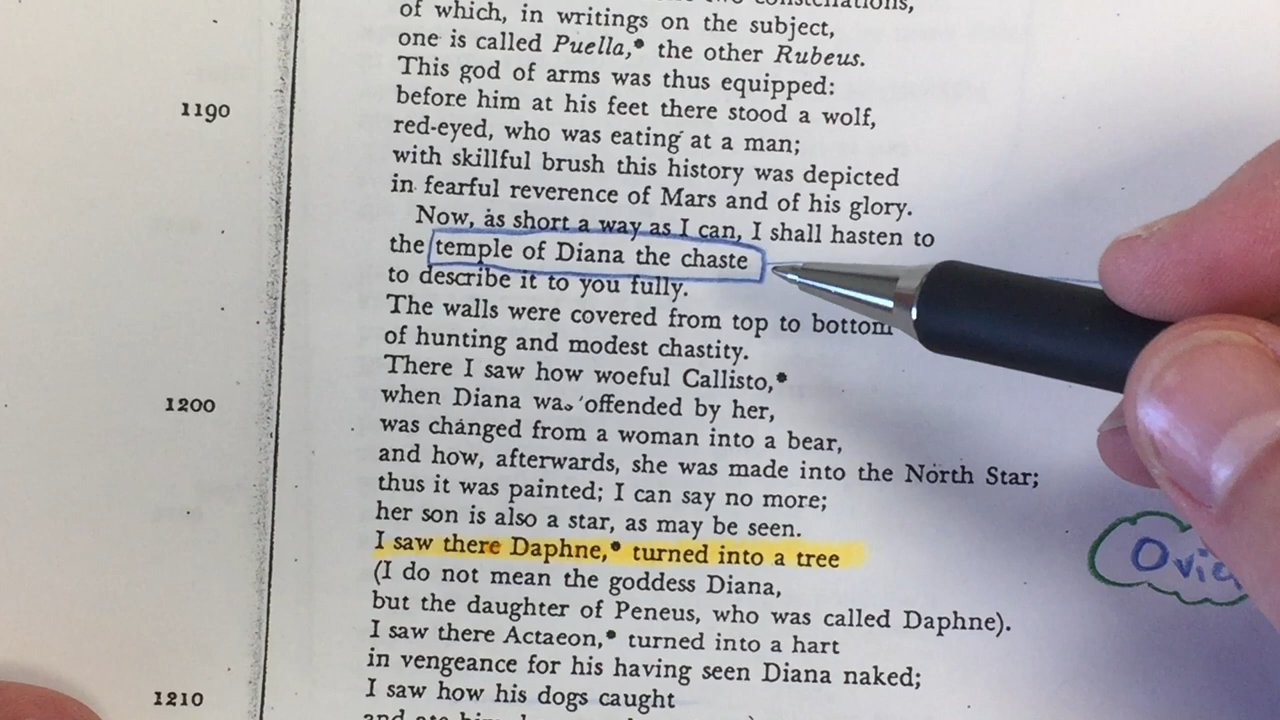 constellations,
of which, in writings on the subject,
one is called Puella,* the other Rubeus.
This god of arms was thus equipped:
1190 before him at his feet there stood a wolf,
red-eyed, who was eating at a man;
with skillful brush this history was depicted
in fearful reverence of Mars and of his glory.
Now, as short a way as I can, I shall hasten to
the temple of Diana the chaste
to describe it to you fully.
The walls were covered from top to bottom
of hunting and modest chastity.
There I saw how woeful Callisto,*
1200 when Diana was offended by her,
was changed from a woman into a bear,
and how, afterwards, she was made into the North Star;
thus it was painted; I can say no more;
her son is also a star, as may be seen.
I saw there Daphne,* turned into a tree
(I do not mean the goddess Diana,
but the daughter of Peneus, who was called Daphne).
I saw there Actaeon,* turned into a hart
in vengeance for his having seen Diana naked;
1210 I saw how his dogs caught
Ovid